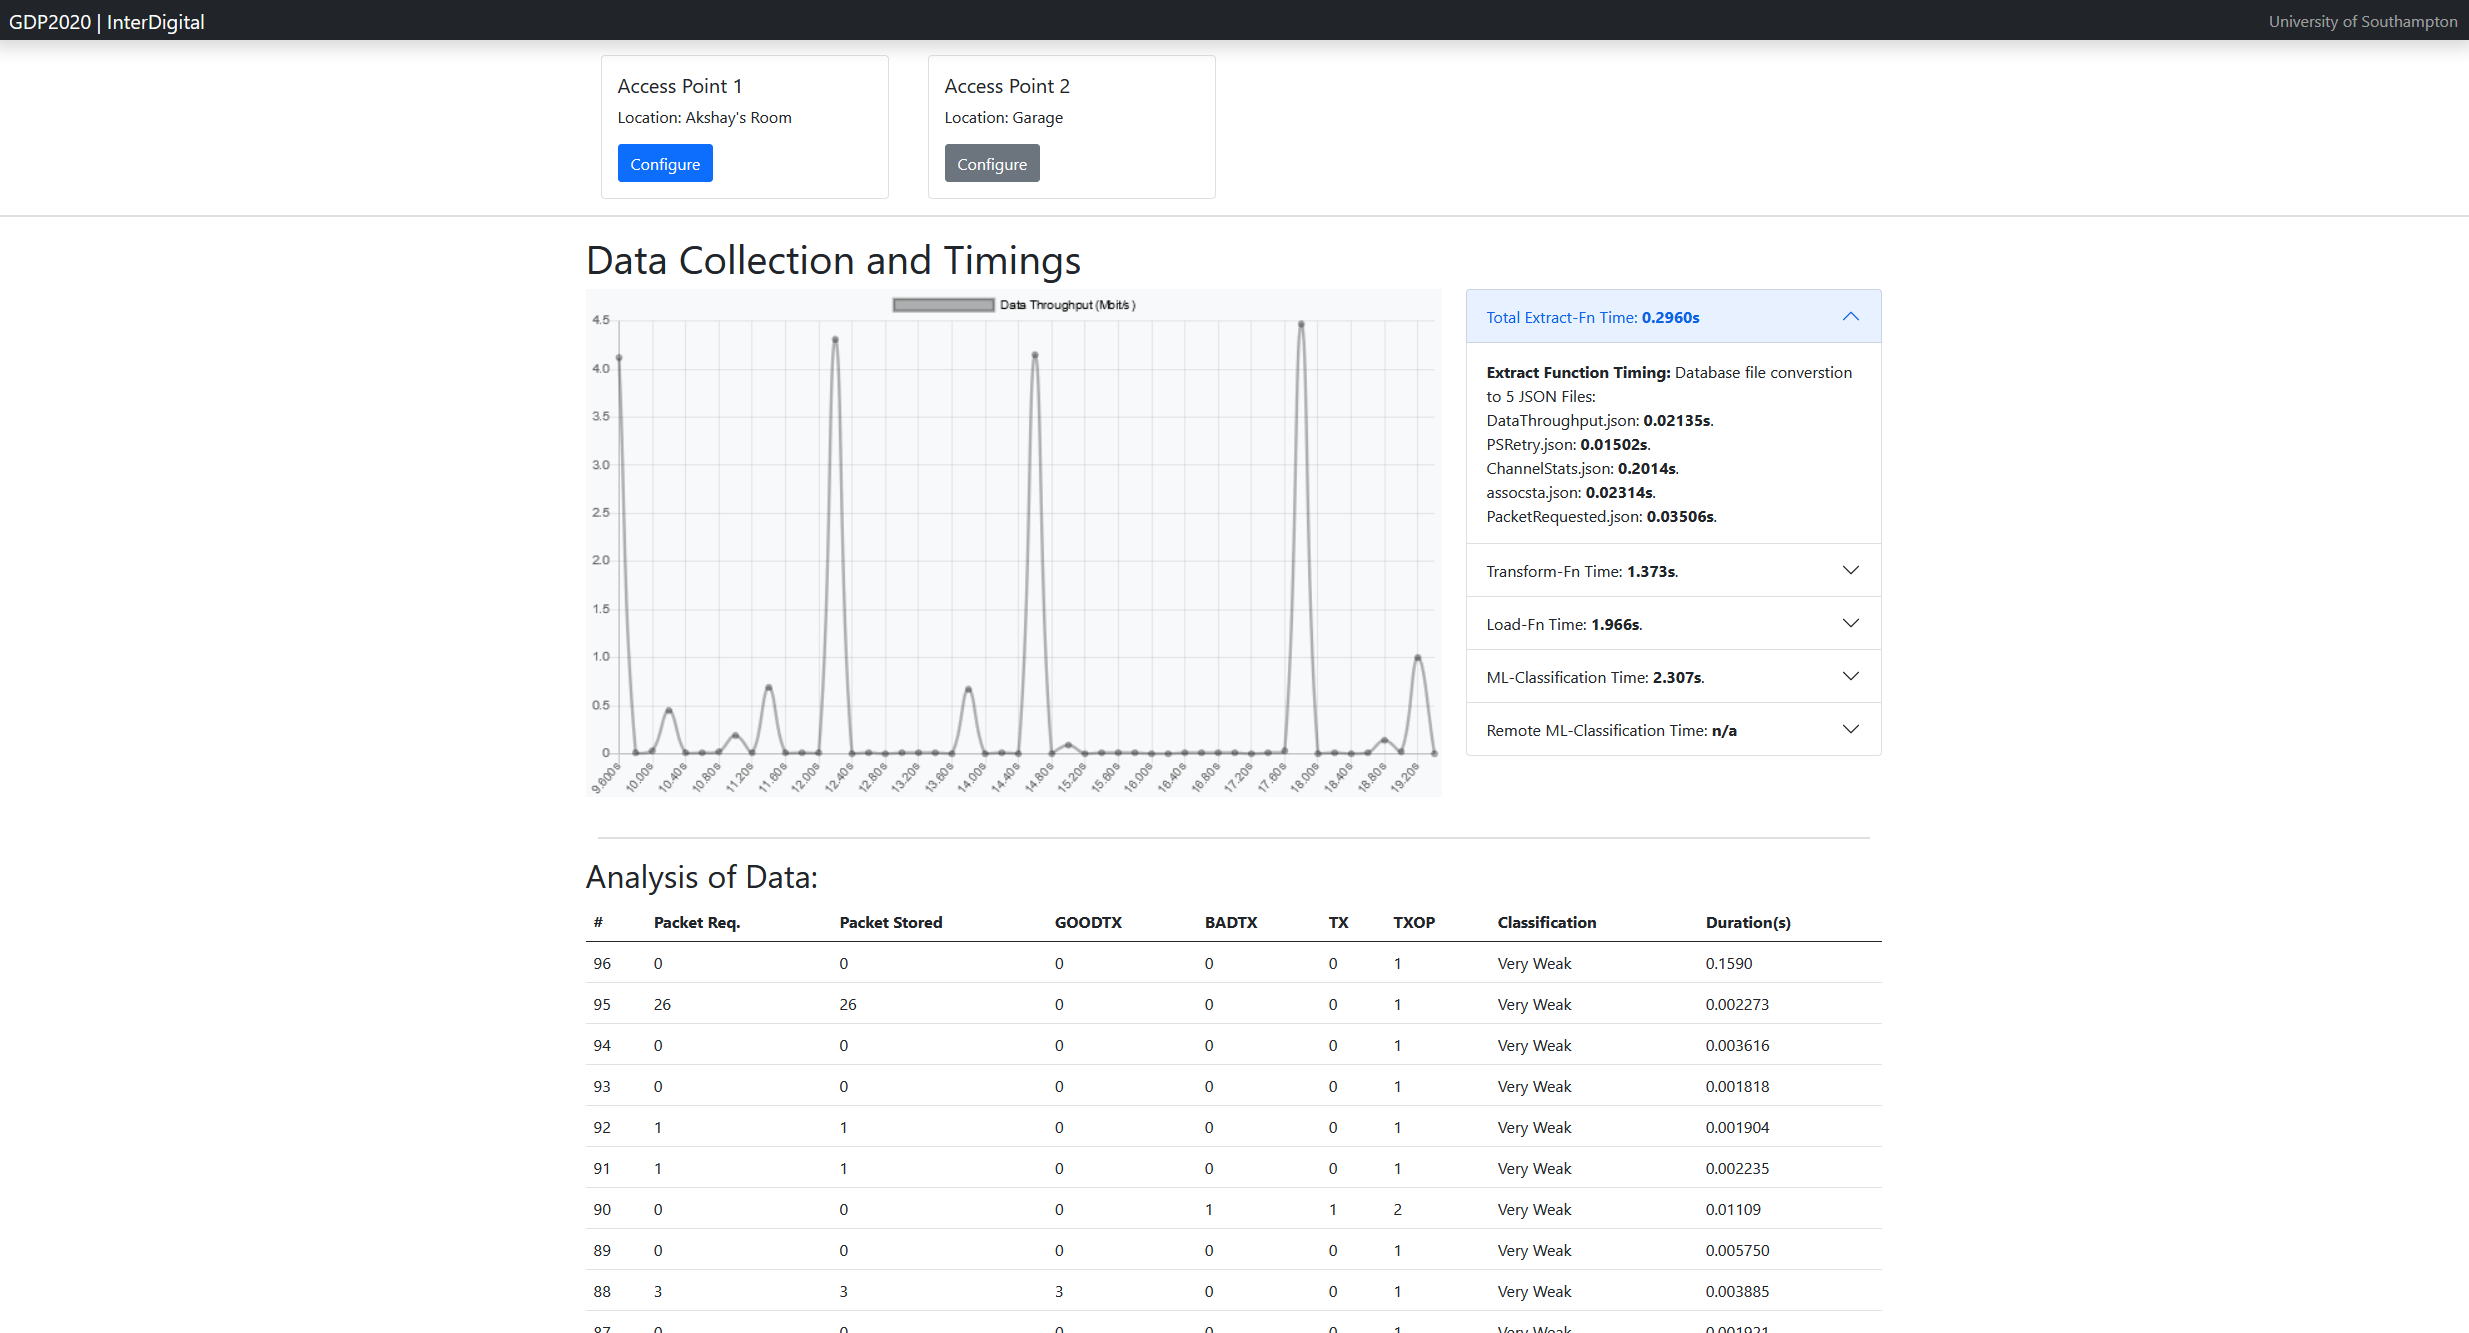 GDP2020 | InterDigital University of Southampton
Access Point 1
Location: Akshay's Room
Configure
Access Point 2
Location: Garage
Configure
Data Collection and Timings
Data Throughput (Mbit/s)
4.5
4.0
3.5
3.0
2.5
2.0
1.5
1.0
0.5
0
9.600s 10.00s 10.40s 10.80s 11.20s 11.60s 12.00s 12.40s 12.80s 13.20s 13.60s 14.00s 14.40s 14.80s 15.20s 15.60s 16.00s 16.40s 16.80s 17.20s 17.60s 18.00s 18.40s 18.80s 19.20s
Total Extract-Fn Time: 0.2960s
Extract Function Timing: Database file converstion
to 5 JSON Files:
DataThroughput.json: 0.02135s.
PSRetry.json: 0.01502s.
ChannelStats.json: 0.2014s.
assocsta.json: 0.02314s.
PacketRequested.json: 0.03506s.
Transform-Fn Time: 1.373s.
Load-Fn Time: 1.966s.
ML-Classification Time: 2.307s.
Remote ML-Classification Time: n/a
Analysis of Data:
# Packet Req. Packet Stored GOODTX BADTX TX TXOP Classification Duration(s)
96 0 0 0 0 0 1 Very Weak 0.1590
95 26 26 0 0 0 1 Very Weak 0.002273
94 0 0 0 0 0 1 Very Weak 0.003616
93 0 0 0 0 0 1 Very Weak 0.001818
92 1 1 0 0 0 1 Very Weak 0.001904
91 1 1 0 0 0 1 Very Weak 0.002235
90 0 0 0 1 1 2 Very Weak 0.01109
89 0 0 0 0 0 1 Very Weak 0.005750
88 3 3 3 0 0 1 Very Weak 0.003885
87 0 0 0 0 0 1 Very Weak 0.001921